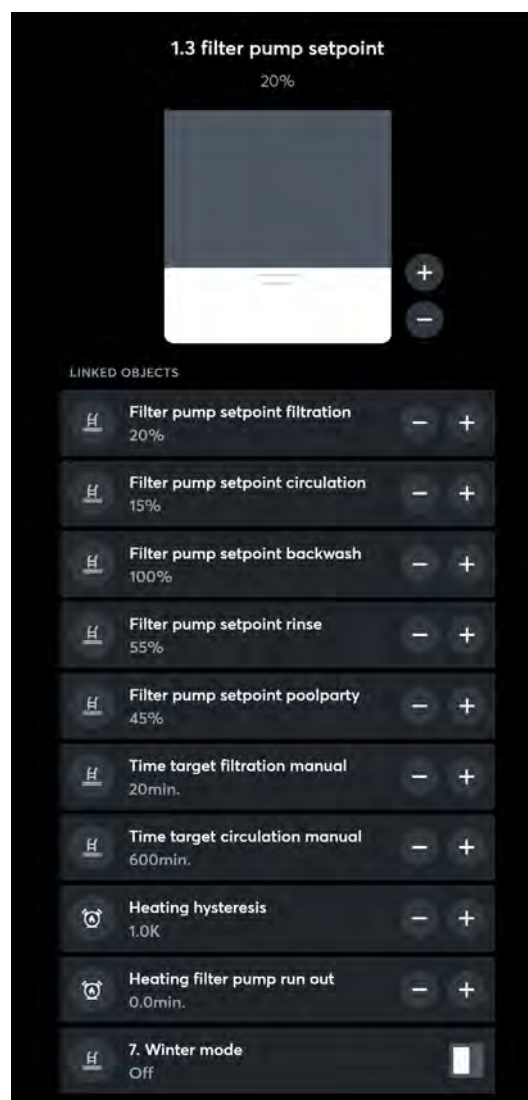 1.3 filter pump setpoint
20%
+
−
LINKED OBJECTS
Filter pump setpoint filtration
− +
20%
Filter pump setpoint circulation
− +
15%
Filter pump setpoint backwash
− +
100%
Filter pump setpoint rinse
− +
55%
Filter pump setpoint poolparty
− +
45%
Time target filtration manual
− +
20min.
Time target circulation manual
− +
600min.
Heating hysteresis
− +
1.0K
Heating filter pump run out
− +
0.0min.
7. Winter mode
Off